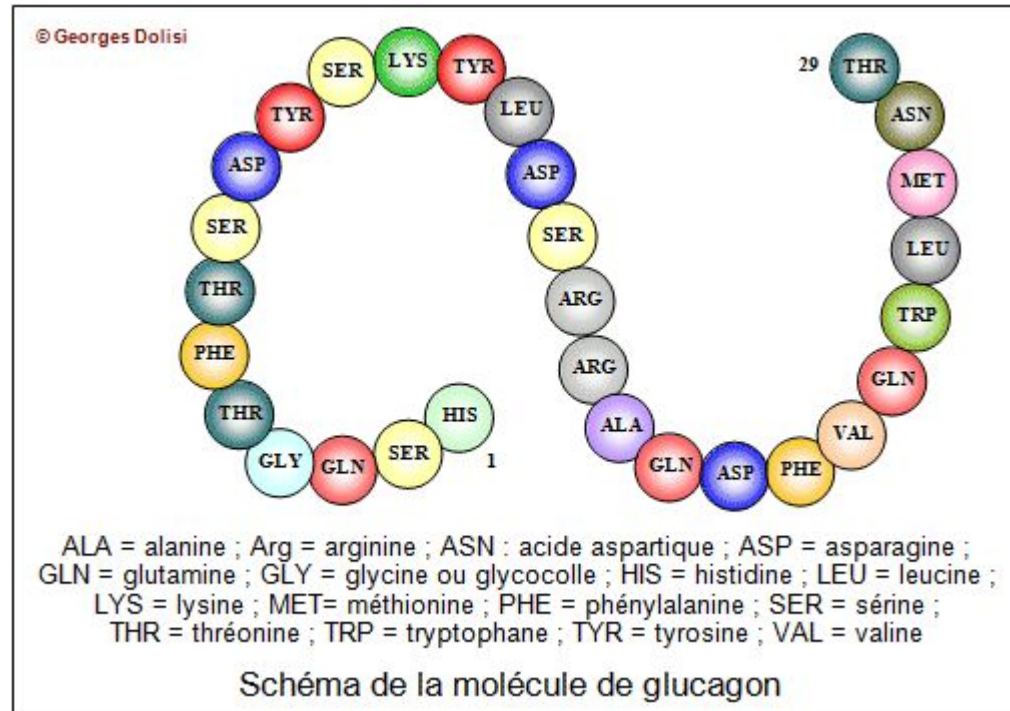 © Georges Dolisi
HIS
1
SER
GLN
GLY
THR
PHE
THR
SER
ASP
TYR
SER
LYS
TYR
LEU
ASP
SER
ARG
ARG
ALA
GLN
ASP
PHE
VAL
GLN
TRP
LEU
MET
ASN
THR
29
ALA = alanine ; Arg = arginine ; ASN : acide aspartique ; ASP = asparagine ;
GLN = glutamine ; GLY = glycine ou glycocolle ; HIS = histidine ; LEU = leucine ;
LYS = lysine ; MET= méthionine ; PHE = phénylalanine ; SER = sérine ;
THR = thréonine ; TRP = tryptophane ; TYR = tyrosine ; VAL = valine
Schéma de la molécule de glucagon